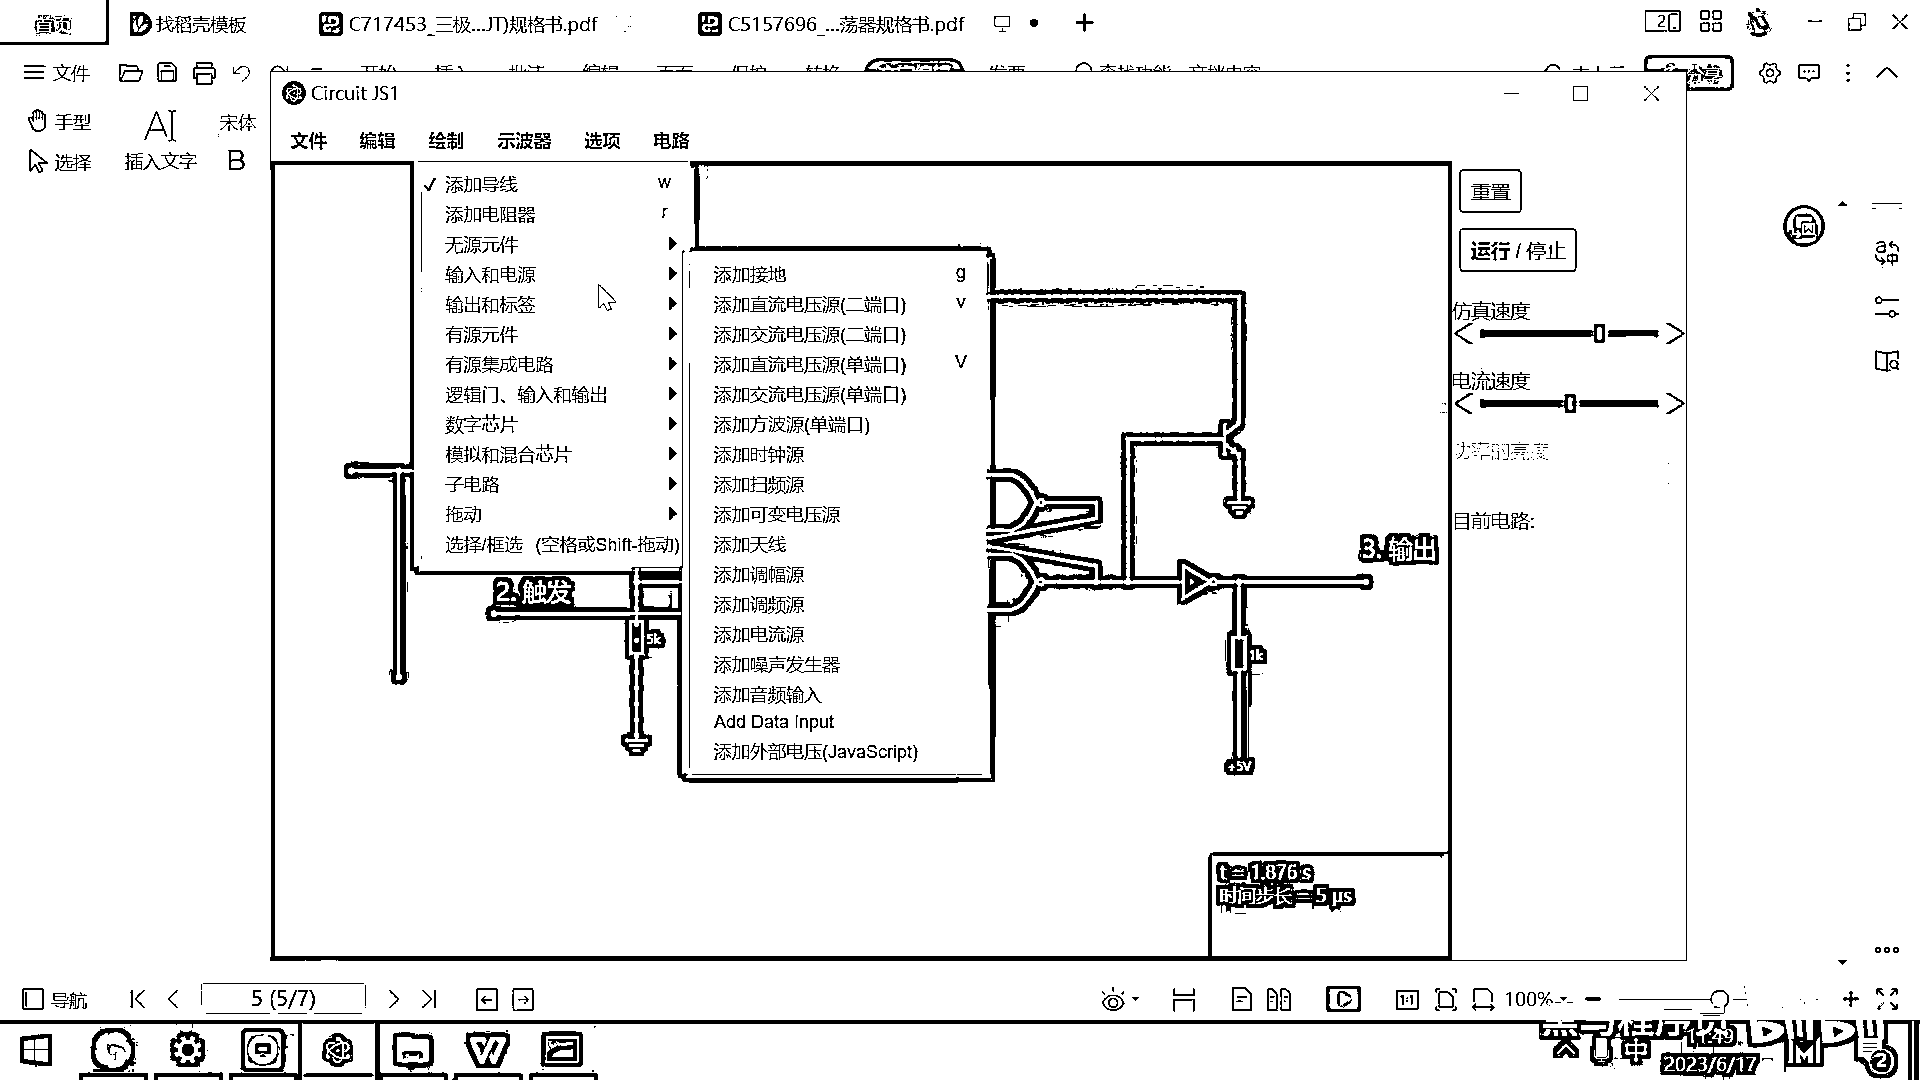 首页
找稻壳模板
C717453_三极...JT)规格书.pdf
C5157696_...荡器规格书.pdf
文件
手型
选择
插入文字
宋体
B
Circuit JS1
文件 编辑 绘制 示波器 选项 电路
添加导线 w
添加电阻器 r
无源元件
输入和电源
输出和标签
有源元件
有源集成电路
逻辑门、输入和输出
数字芯片
模拟和混合芯片
子电路
拖动
选择/框选 (空格或Shift-拖动)
添加接地 g
添加直流电压源(二端口) v
添加交流电压源(二端口)
添加直流电压源(单端口) V
添加交流电压源(单端口)
添加方波源(单端口)
添加时钟源
添加扫频源
添加可变电压源
添加天线
添加调幅源
添加调频源
添加电流源
添加噪声发生器
添加音频输入
Add Data Input
添加外部电压(JavaScript)
重置
运行 / 停止
仿真速度
电流速度
功率的亮度
目前电路:
2. 触发
5k
3. 输出
1k
+5V
t = 1.876 s
时间步长 = 5 µs
导航
5 (5/7)
1:1
100%
中
2023/6/17
2